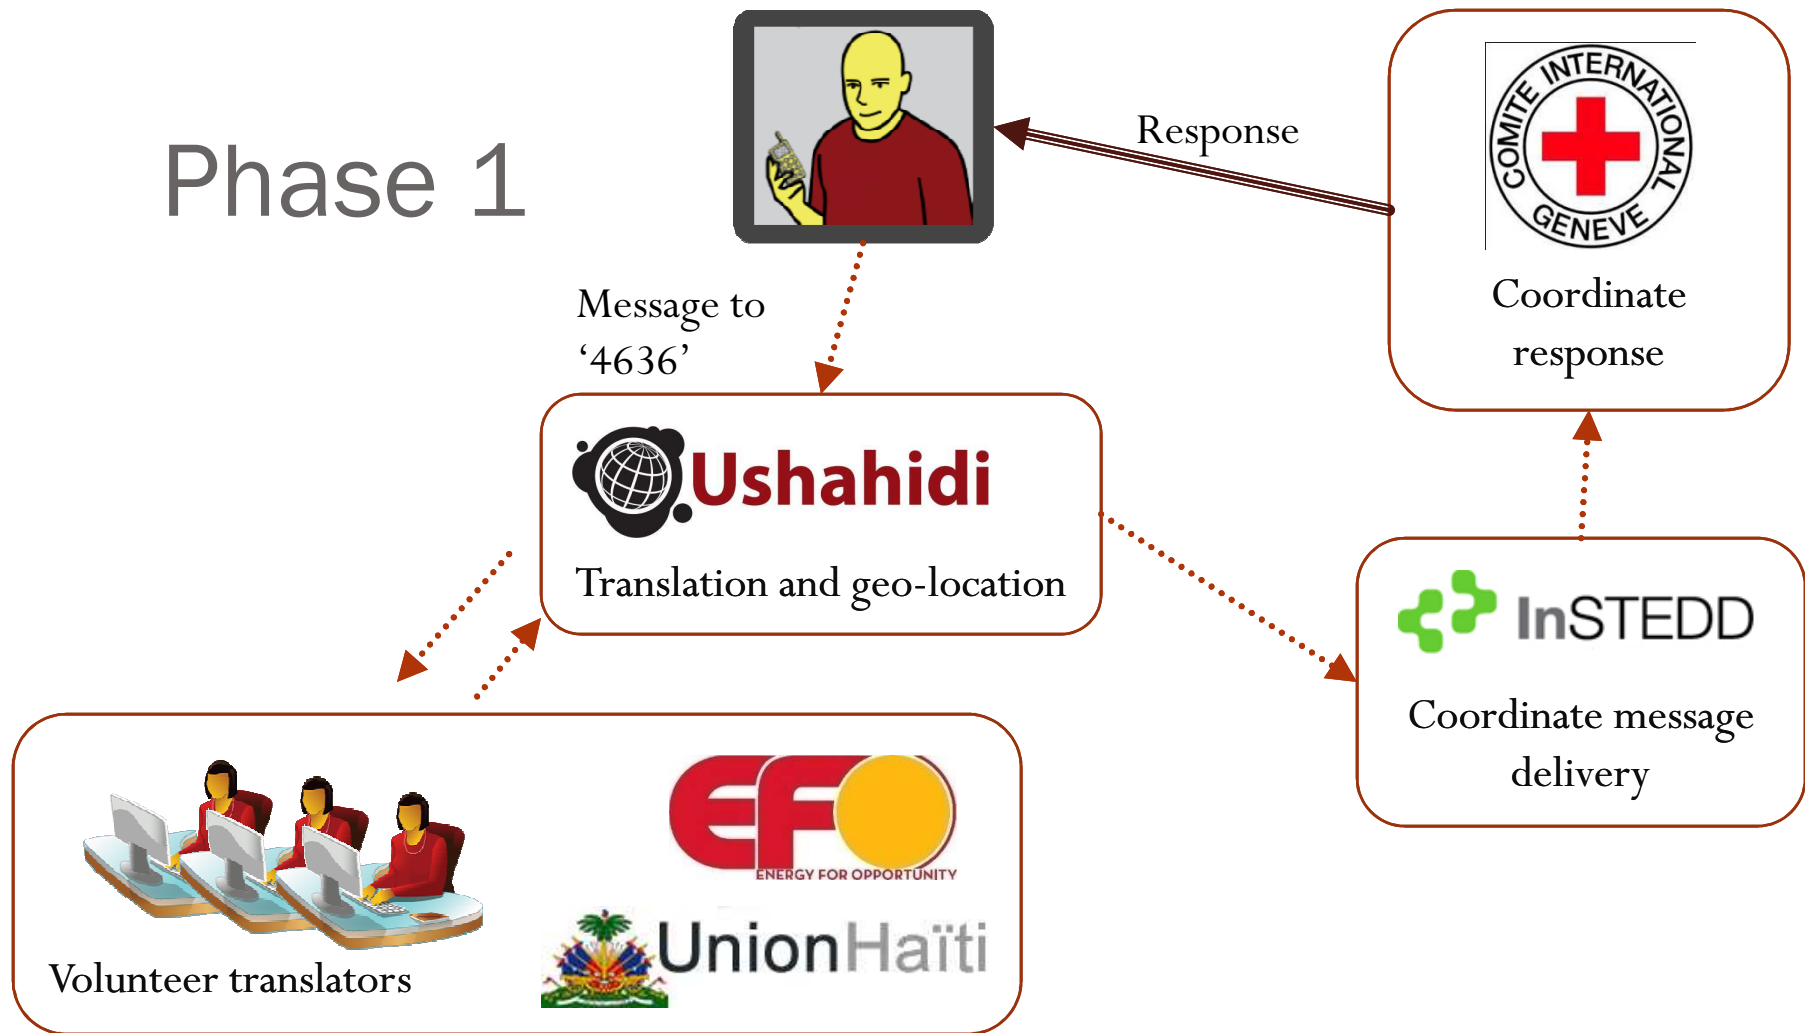 Phase 1
Response
COMITE INTERNATIONAL
GENEVE
Coordinate
response
Message to
‘4636’
Ushahidi
Translation and geo-location
InSTEDD
Coordinate message
delivery
EFO
ENERGY FOR OPPORTUNITY
UnionHaïti
Volunteer translators